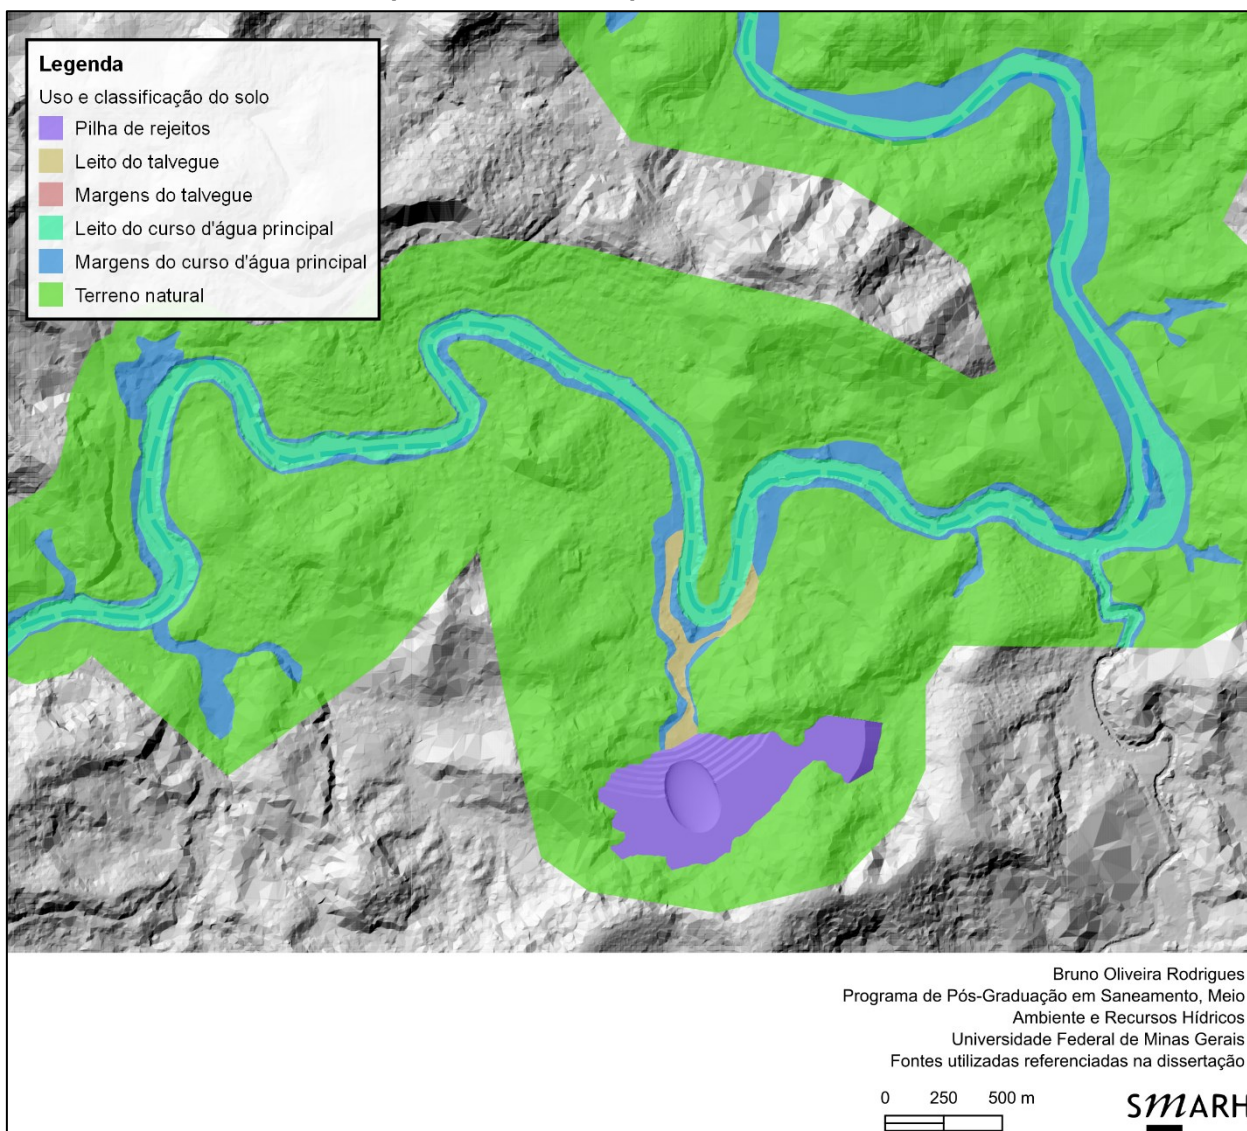 Legenda
Uso e classificação do solo
Pilha de rejeitos
Leito do talvegue
Margens do talvegue
Leito do curso d'água principal
Margens do curso d'água principal
Terreno natural
Bruno Oliveira Rodrigues
Programa de Pós-Graduação em Saneamento, Meio
Ambiente e Recursos Hídricos
Universidade Federal de Minas Gerais
Fontes utilizadas referenciadas na dissertação
0 250 500 m
SMARH